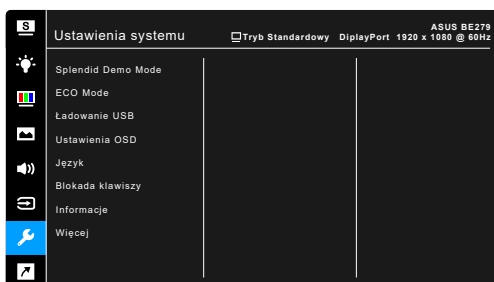 S
ASUS BE279
Ustawienia systemu
Tryb Standardowy DiplayPort 1920 x 1080 @ 60Hz
Splendid Demo Mode
ECO Mode
Ładowanie USB
Ustawienia OSD
Język
Blokada klawiszy
Informacje
Więcej